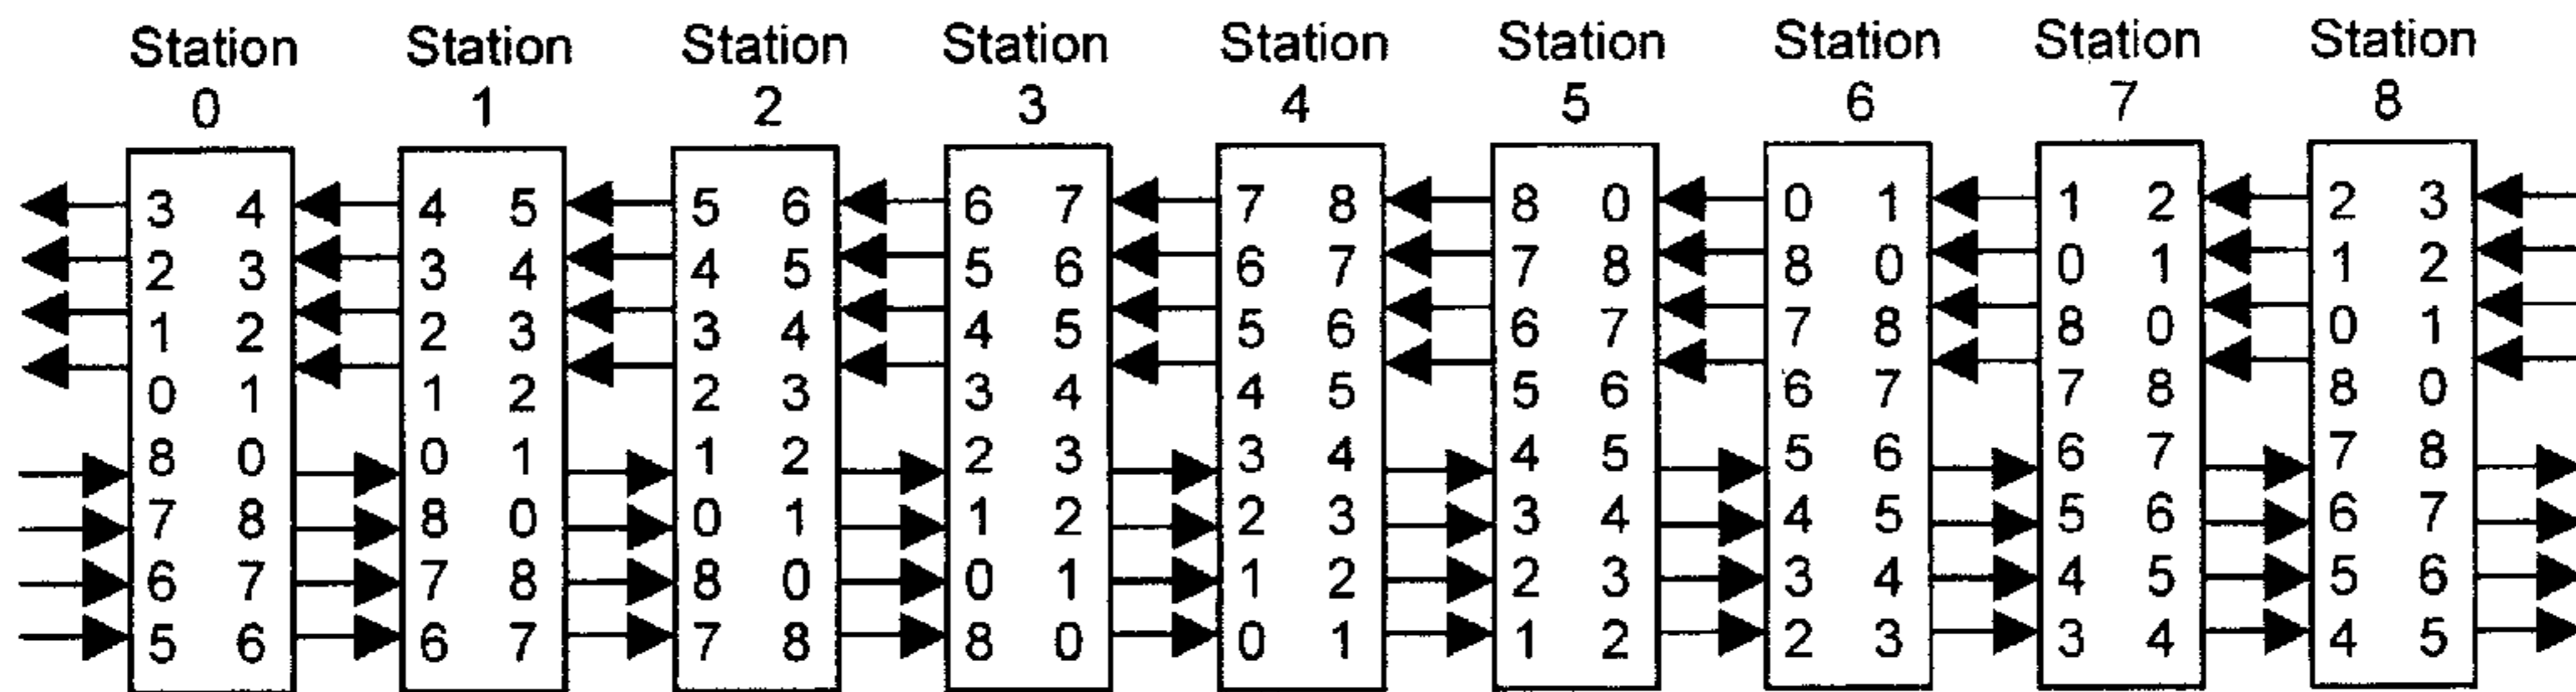 Station Station Station Station Station Station Station Station Station
0 1 2 3 4 5 6 7 8
3 4 4 5 5 6 6 7 7 8 8 0 0 1 1 2 2 3
2 3 3 4 4 5 5 6 6 7 7 8 8 0 0 1 1 2
1 2 2 3 3 4 4 5 5 6 6 7 7 8 8 0 0 1
0 1 1 2 2 3 3 4 4 5 5 6 6 7 7 8 8 0
8 0 0 1 1 2 2 3 3 4 4 5 5 6 6 7 7 8
7 8 8 0 0 1 1 2 2 3 3 4 4 5 5 6 6 7
6 7 7 8 8 0 0 1 1 2 2 3 3 4 4 5 5 6
5 6 6 7 7 8 8 0 0 1 1 2 2 3 3 4 4 5